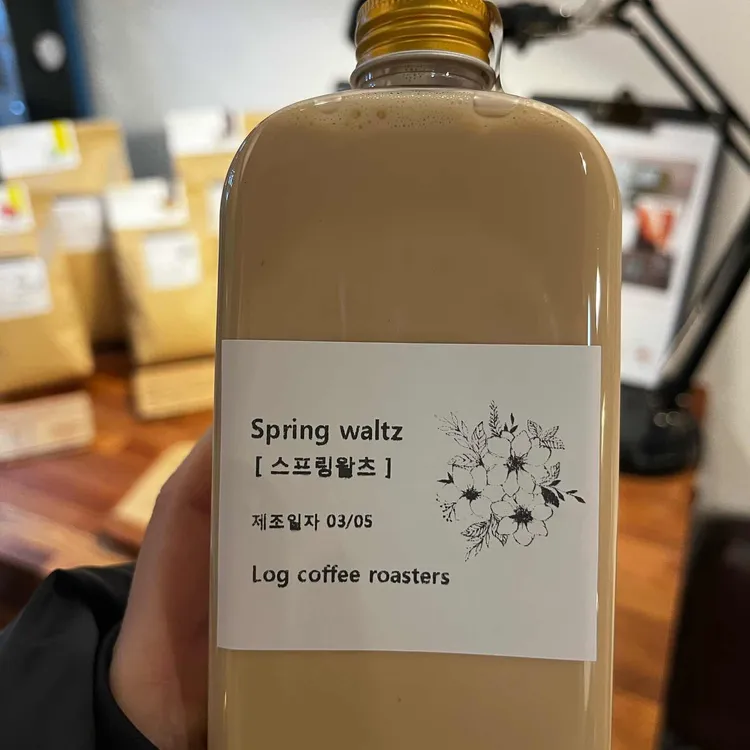 Spring waltz
[ 스프링왈츠 ]
제조일자 03/05
Log coffee roasters